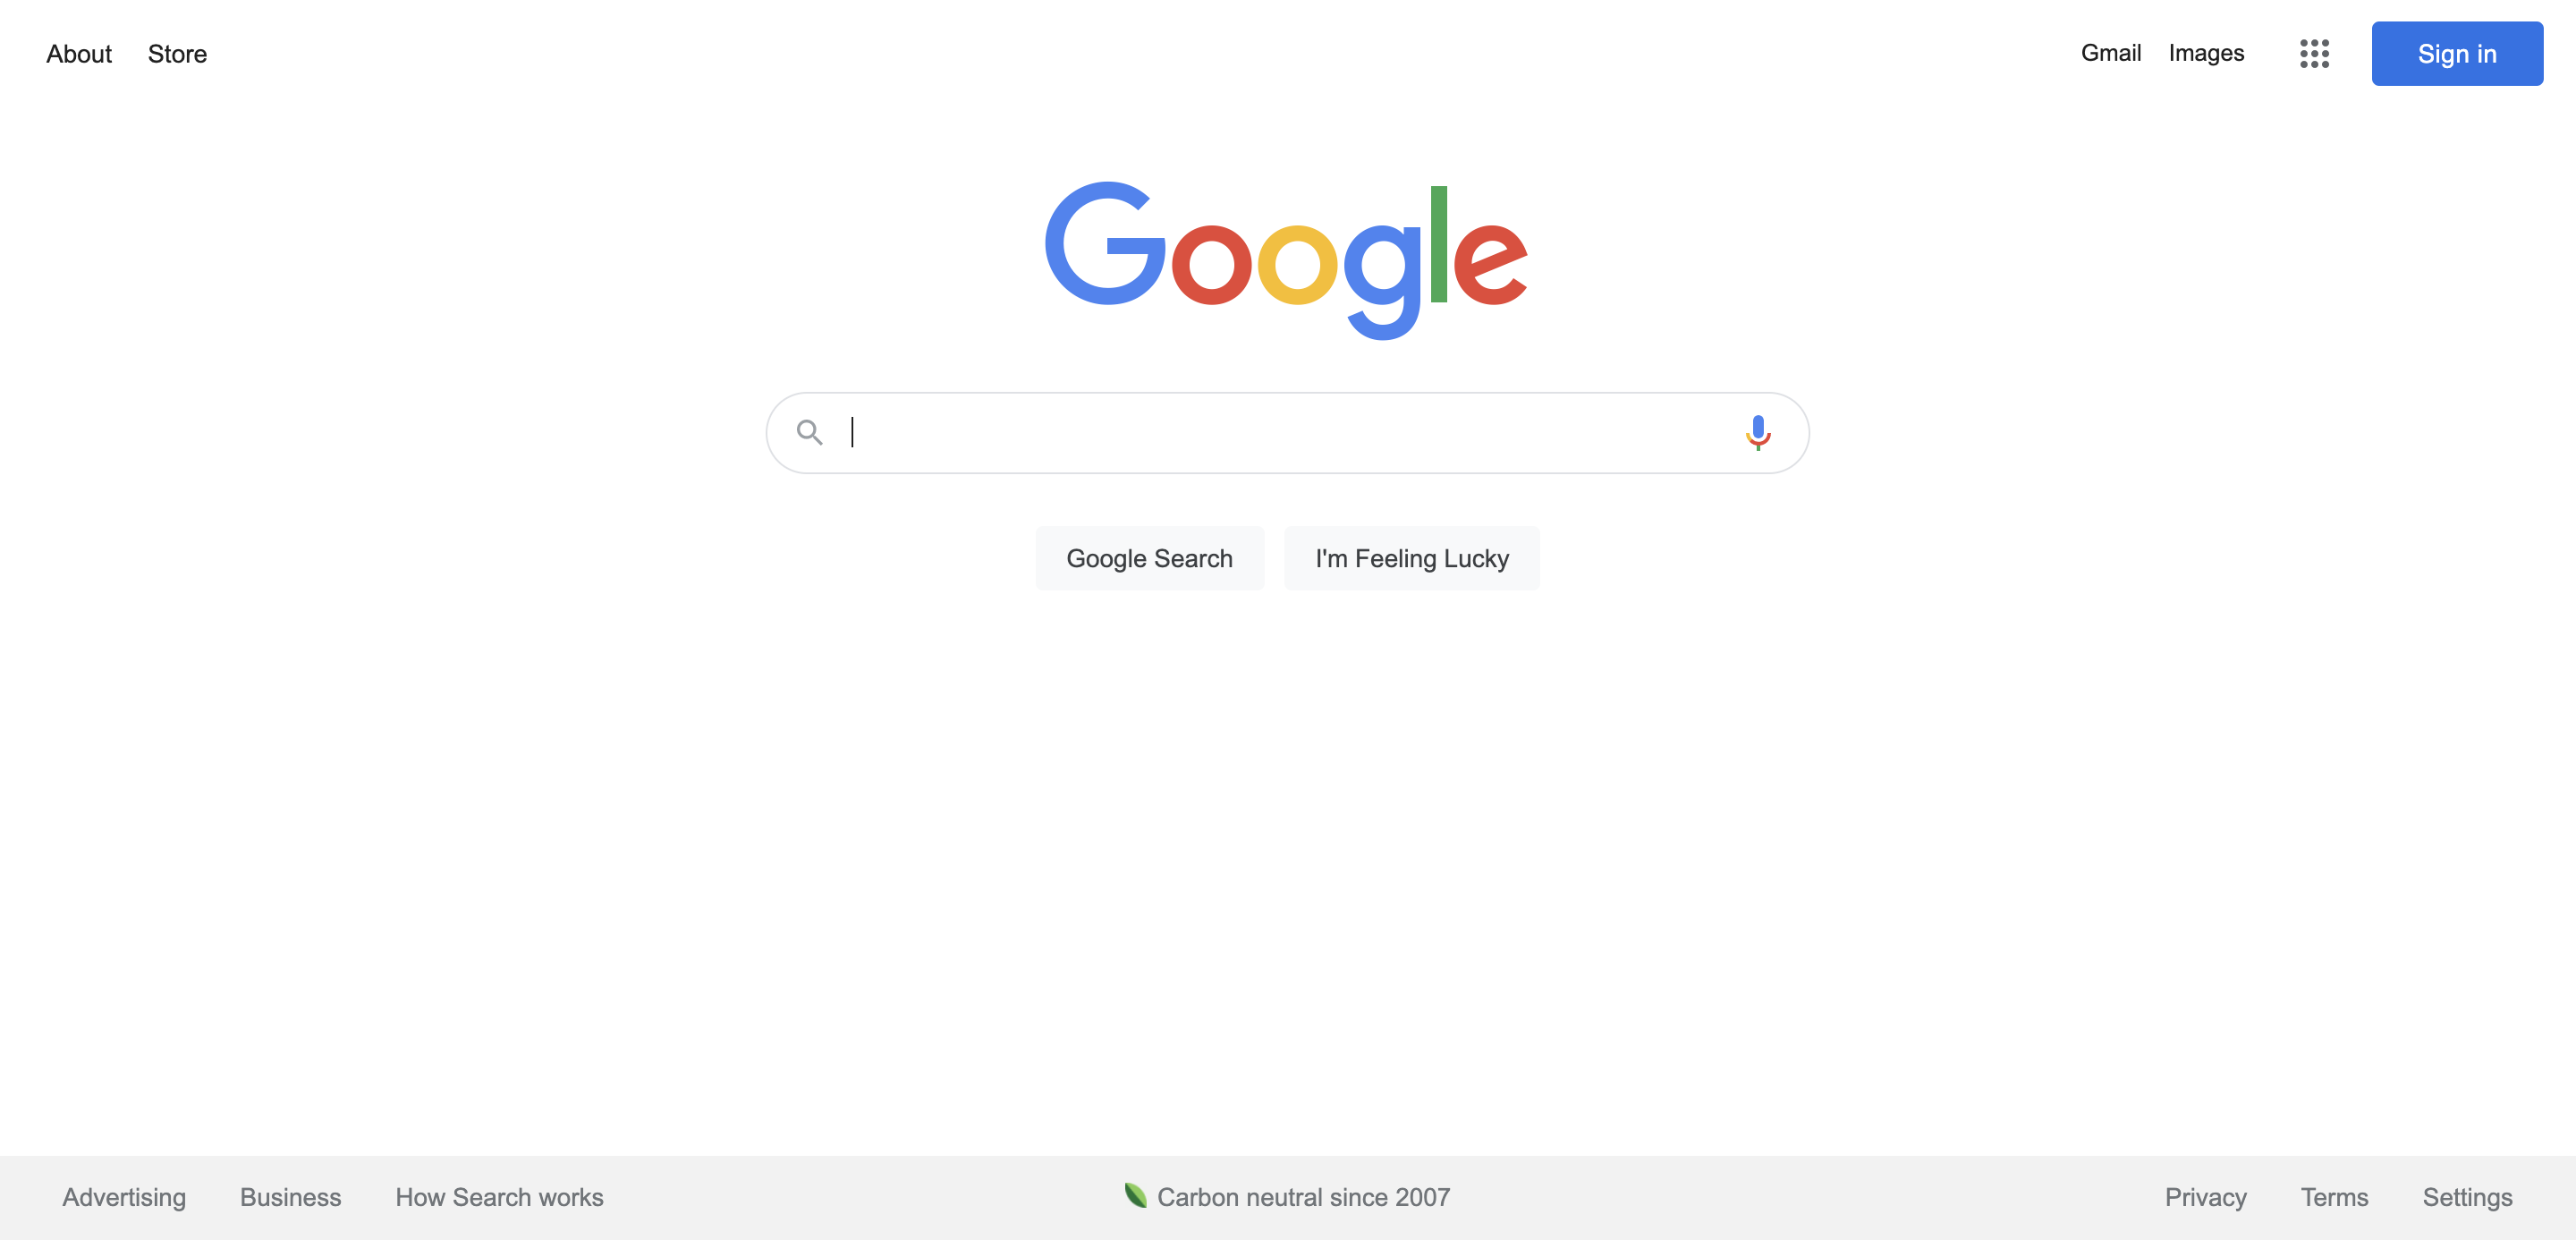 About Store
Gmail Images Sign in
Google
Google Search I'm Feeling Lucky
Advertising Business How Search works
Carbon neutral since 2007
Privacy Terms Settings